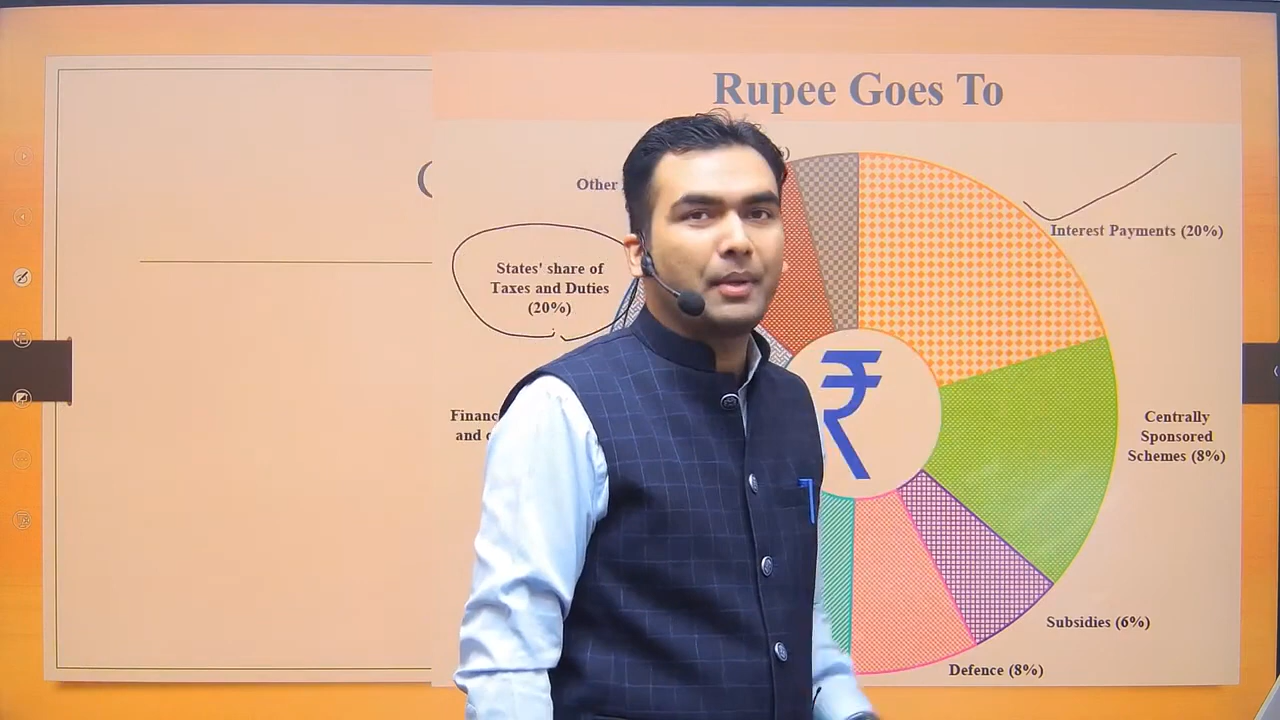 Rupee Goes To
Other
Interest Payments (20%)
States' share of
Taxes and Duties
(20%)
and
Centrally
Sponsored
Schemes (8%)
₹
Subsidies (6%)
Defence (8%)